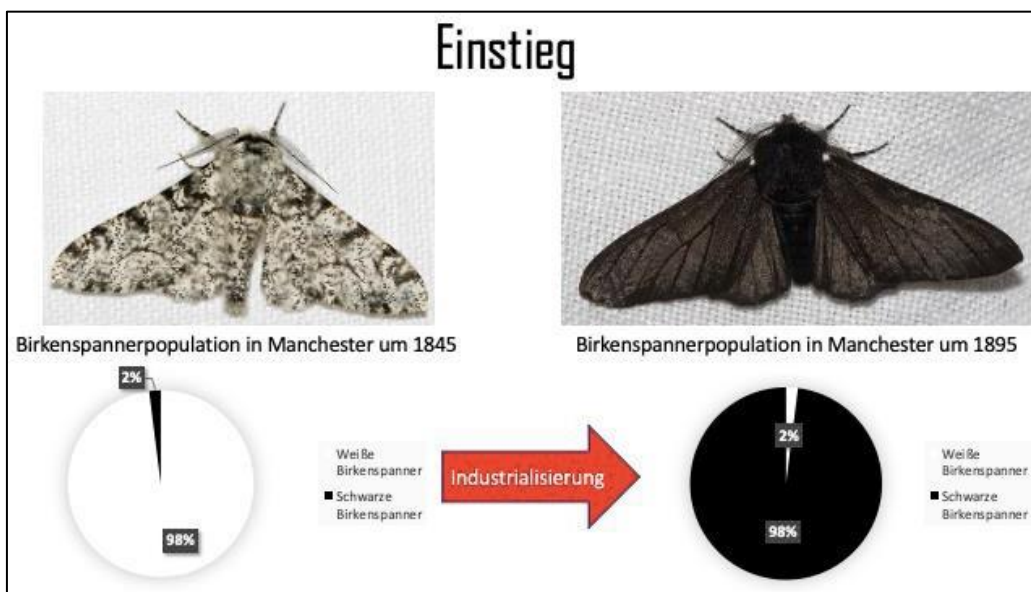 Einstieg
Birkenspannerpopulation in Manchester um 1845
Birkenspannerpopulation in Manchester um 1895
2%
98%
Weiße
Birkenspanner
Schwarze
Birkenspanner
Industrialisierung
2%
98%
Weiße
Birkenspanner
Schwarze
Birkenspanner